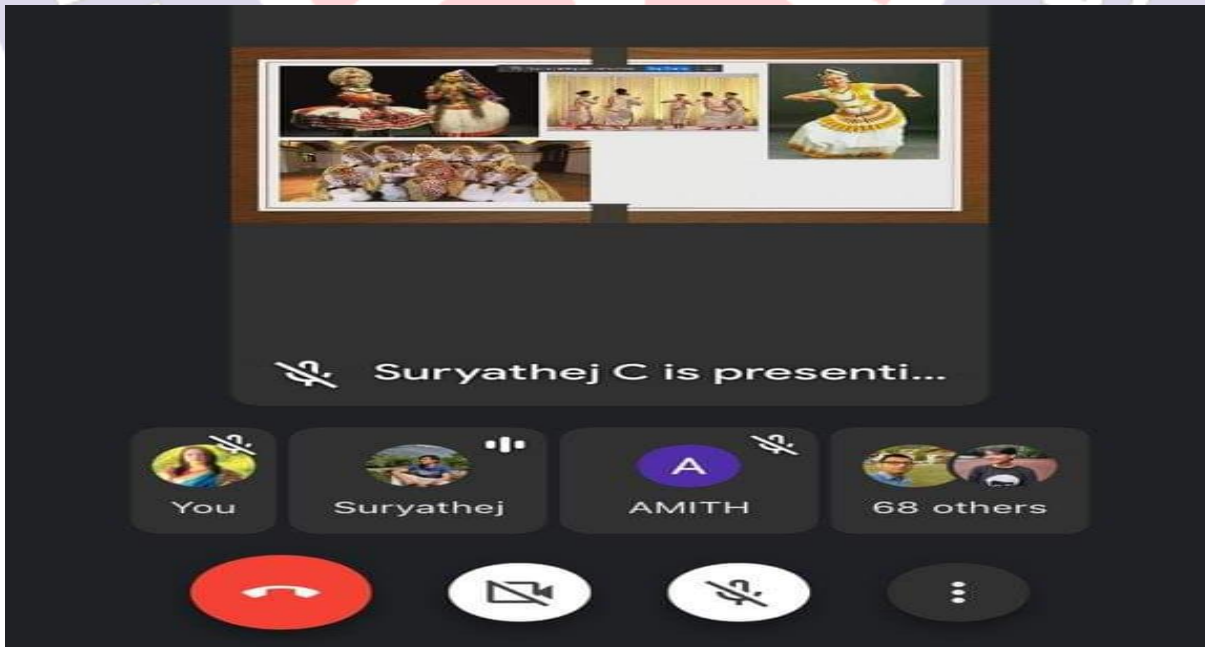 Suryathej C is presenti...
You
Suryathej
A
AMITH
68 others